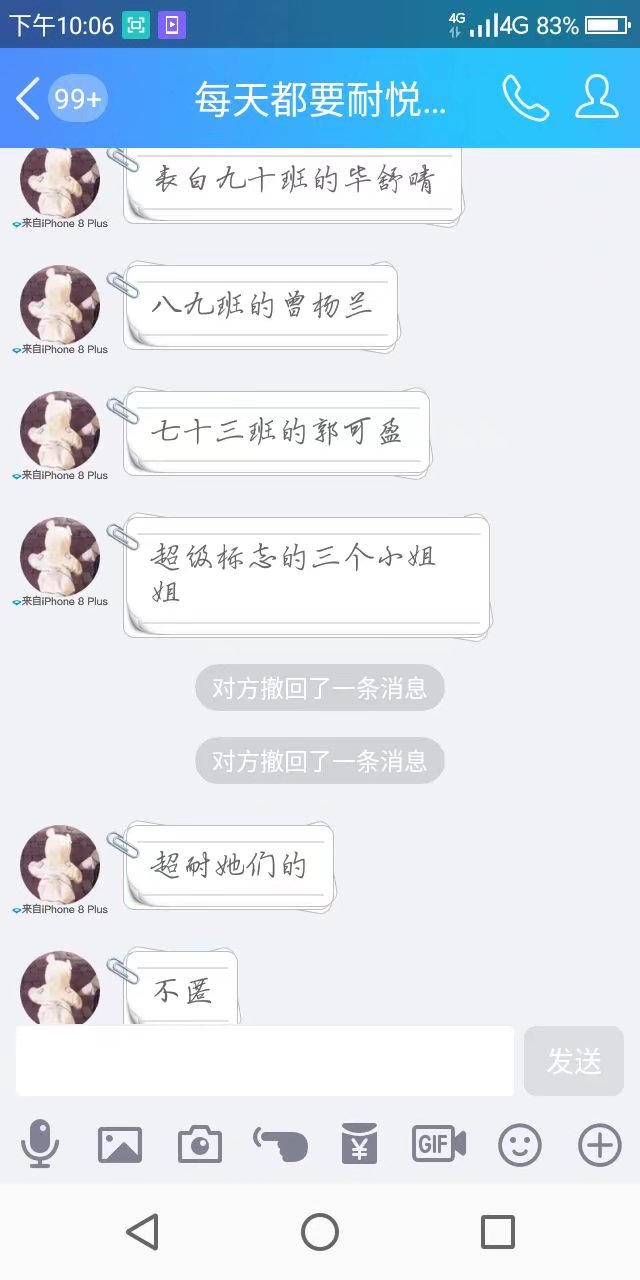 下午10:06
4G
4G 83%
99+
每天都要耐悦...
表白九十班的毕舒晴
来自iPhone 8 Plus
八九班的曾杨兰
来自iPhone 8 Plus
七十三班的郭可盈
来自iPhone 8 Plus
超级标志的三个小姐
姐
来自iPhone 8 Plus
对方撤回了一条消息
对方撤回了一条消息
超耐她们的
来自iPhone 8 Plus
不匿
发送
¥
GIF